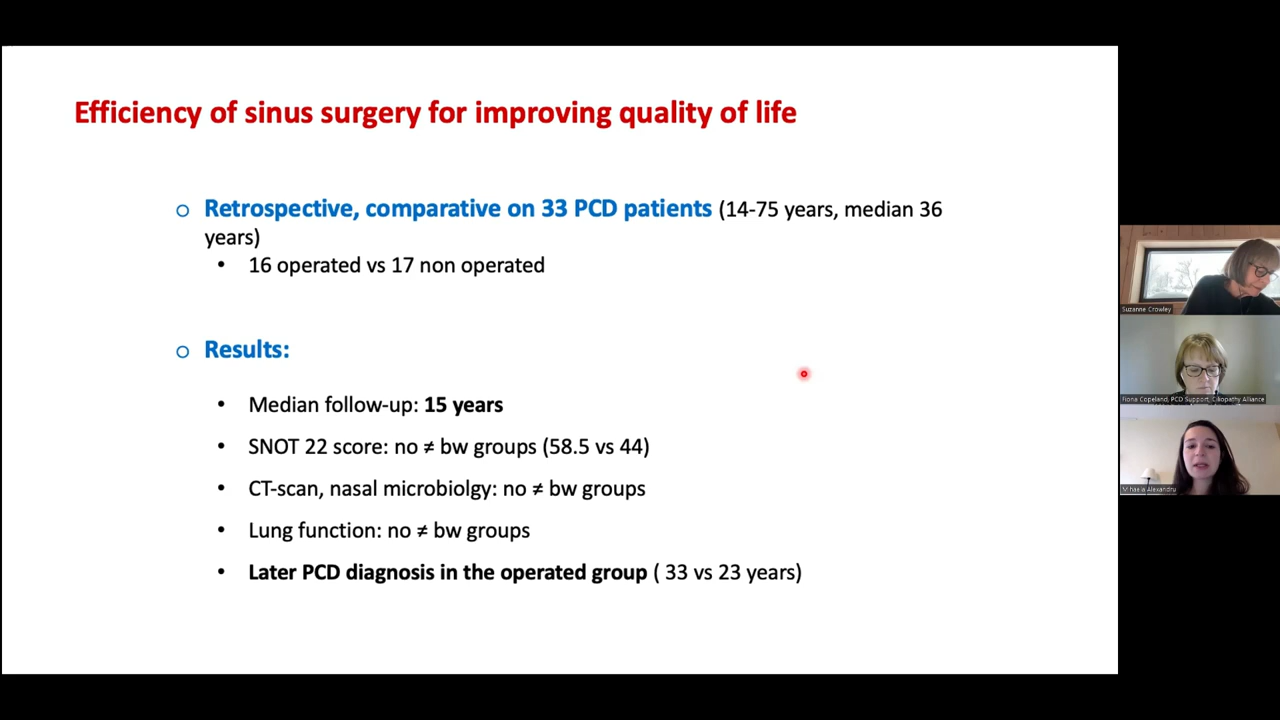 Efficiency of sinus surgery for improving quality of life
Retrospective, comparative on 33 PCD patients (14-75 years, median 36
years)
16 operated vs 17 non operated
Results:
Median follow-up: 15 years
SNOT 22 score: no ≠ bw groups (58.5 vs 44)
CT-scan, nasal microbiolgy: no ≠ bw groups
Lung function: no ≠ bw groups
Later PCD diagnosis in the operated group ( 33 vs 23 years)
Suzanne Crowley
Fiona Copeland, PCD Support, Ciliopathy Alliance
Mihaela Alexandru